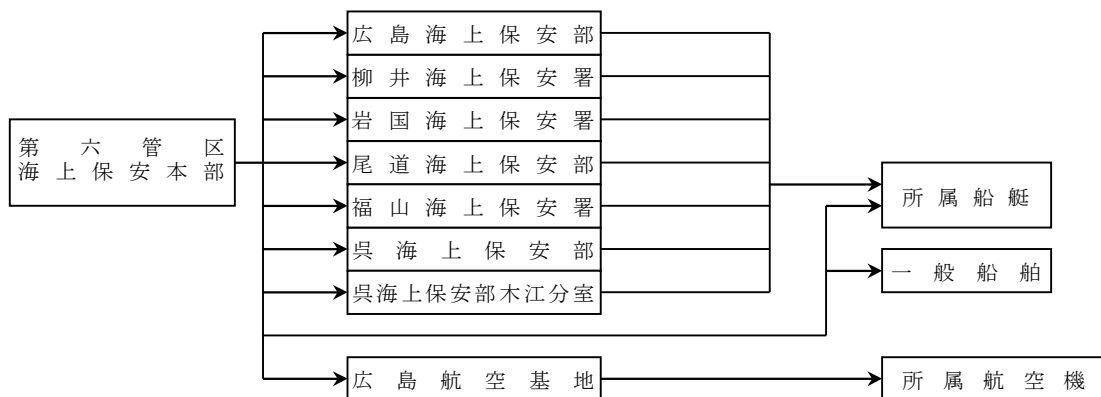 広島海上保安部
柳井海上保安署
岩国海上保安署
第六管区
海上保安本部
尾道海上保安部
福山海上保安署
呉海上保安部
呉海上保安部木江分室
所属船艇
一般船舶
広島航空基地
所属航空機